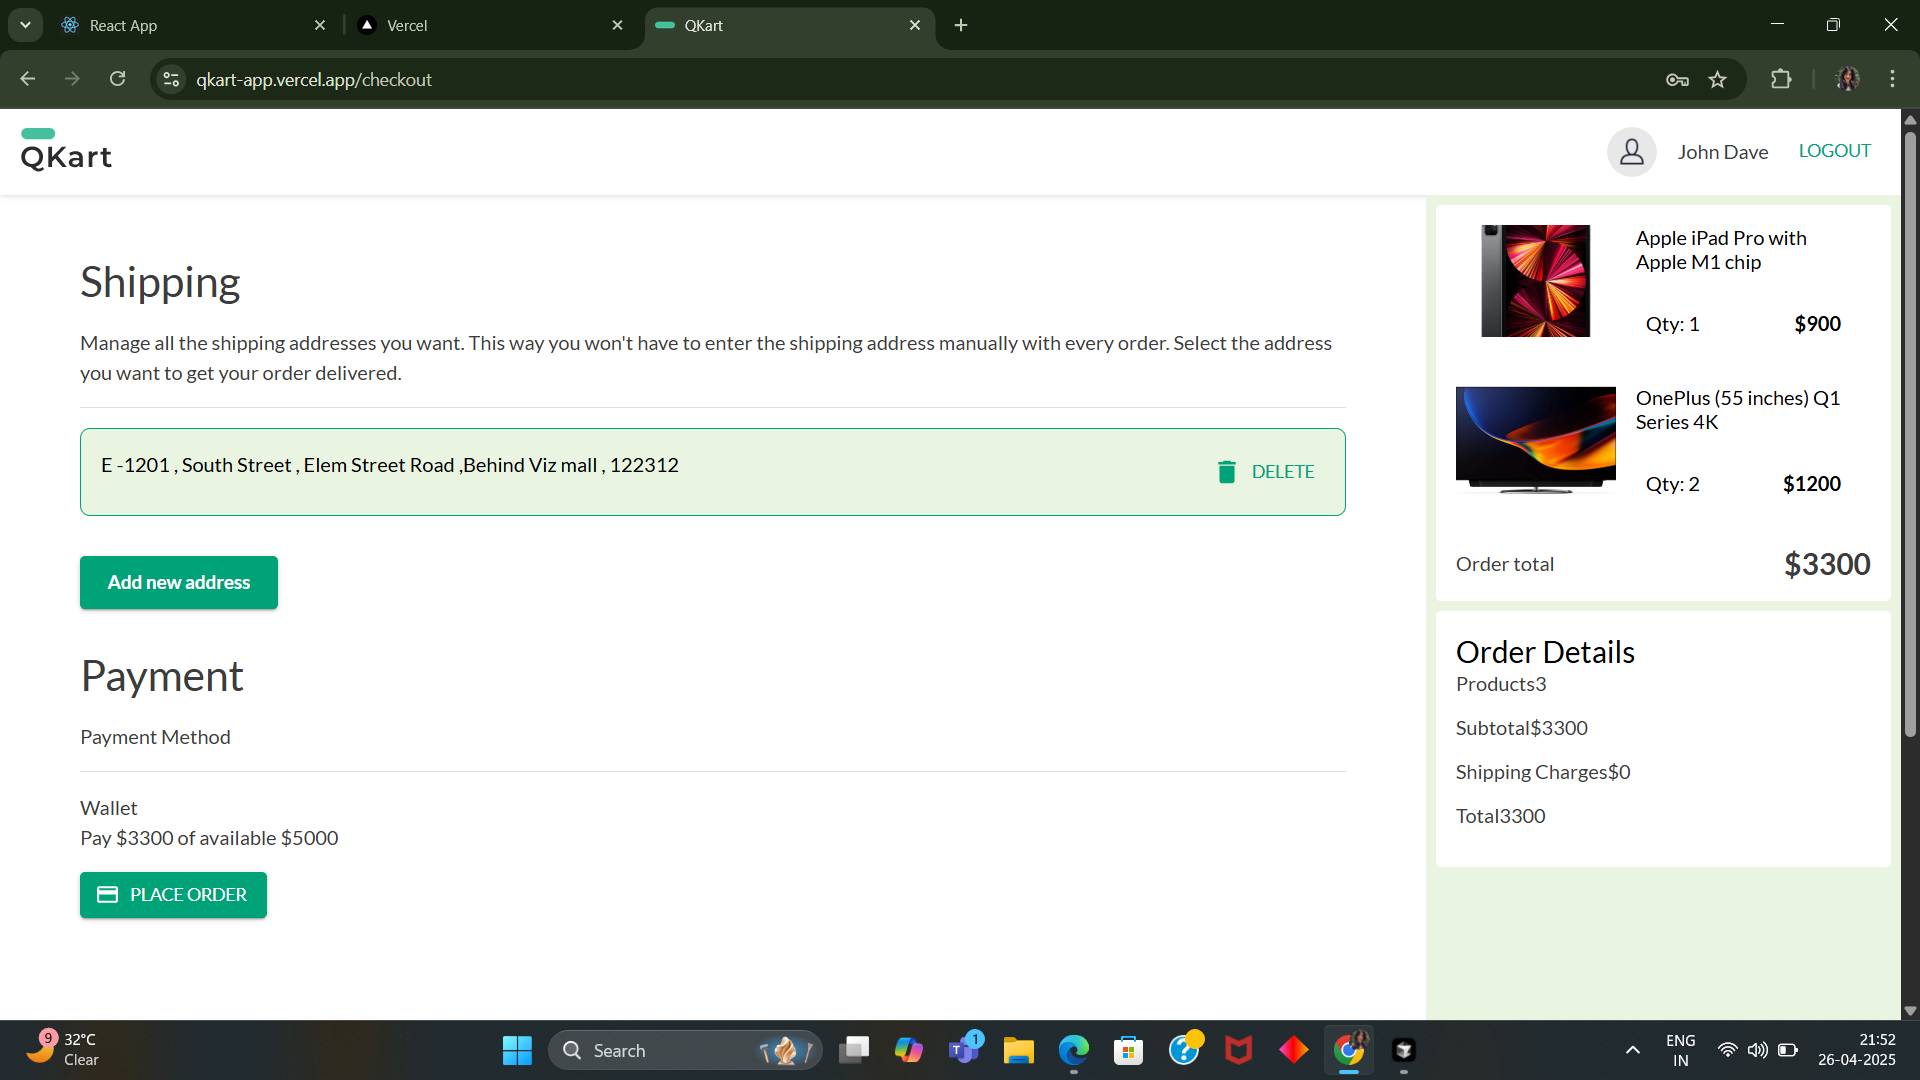 React App
Vercel
QKart
qkart-app.vercel.app/checkout
QKart
John Dave
LOGOUT
Shipping
Manage all the shipping addresses you want. This way you won't have to enter the shipping address manually with every order. Select the address
you want to get your order delivered.
E -1201 , South Street , Elem Street Road ,Behind Viz mall , 122312
DELETE
Add new address
Payment
Payment Method
Wallet
Pay $3300 of available $5000
PLACE ORDER
Apple iPad Pro with
Apple M1 chip
Qty: 1
$900
OnePlus (55 inches) Q1
Series 4K
Qty: 2
$1200
Order total
$3300
Order Details
Products3
Subtotal$3300
Shipping Charges$0
Total3300
9
32°C
Clear
Search
1
ENG
IN
21:52
26-04-2025